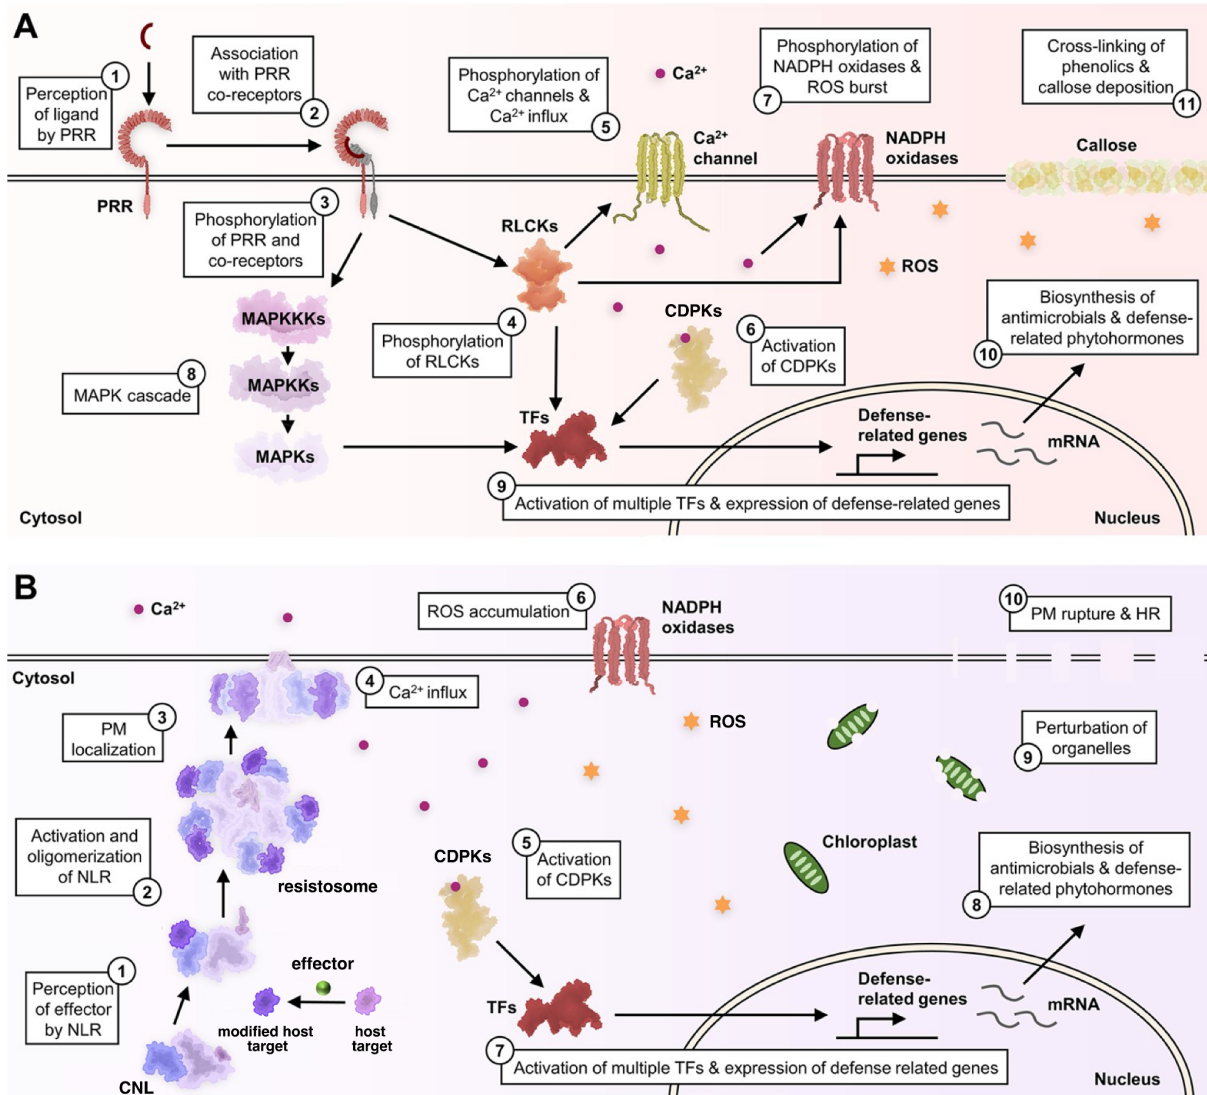 A
1
Perception
of ligand
by PRR
Association
with PRR
co-receptors
2
Phosphorylation of
Ca²⁺ channels &
Ca²⁺ influx
5
Ca²⁺
Phosphorylation of
NADPH oxidases &
ROS burst
7
Cross-linking of
phenolics &
callose deposition
11
Ca²⁺
channel
NADPH
oxidases
Callose
PRR
3
Phosphorylation
of PRR and
co-receptors
RLCKs
ROS
MAPKKKs
4
Phosphorylation
of RLCKs
CDPKs
6
Activation
of CDPKs
Biosynthesis of
antimicrobials & defense-
related phytohormones
10
8
MAPK cascade
MAPKKs
MAPKs
TFs
Defense-
related genes
mRNA
9
Activation of multiple TFs & expression of defense-related genes
Cytosol
Nucleus
B
Ca²⁺
ROS accumulation
6
NADPH
oxidases
10
PM rupture & HR
Cytosol
4
Ca²⁺ influx
3
PM
localization
ROS
Perturbation of
organelles
9
Activation and
oligomerization
of NLR
2
resistosome
CDPKs
5
Activation
of CDPKs
Chloroplast
Biosynthesis of
antimicrobials & defense-
related phytohormones
8
1
Perception
of effector
by NLR
effector
modified host
target
host
target
CNL
TFs
Defense-
related genes
mRNA
7
Activation of multiple TFs & expression of defense related genes
Nucleus